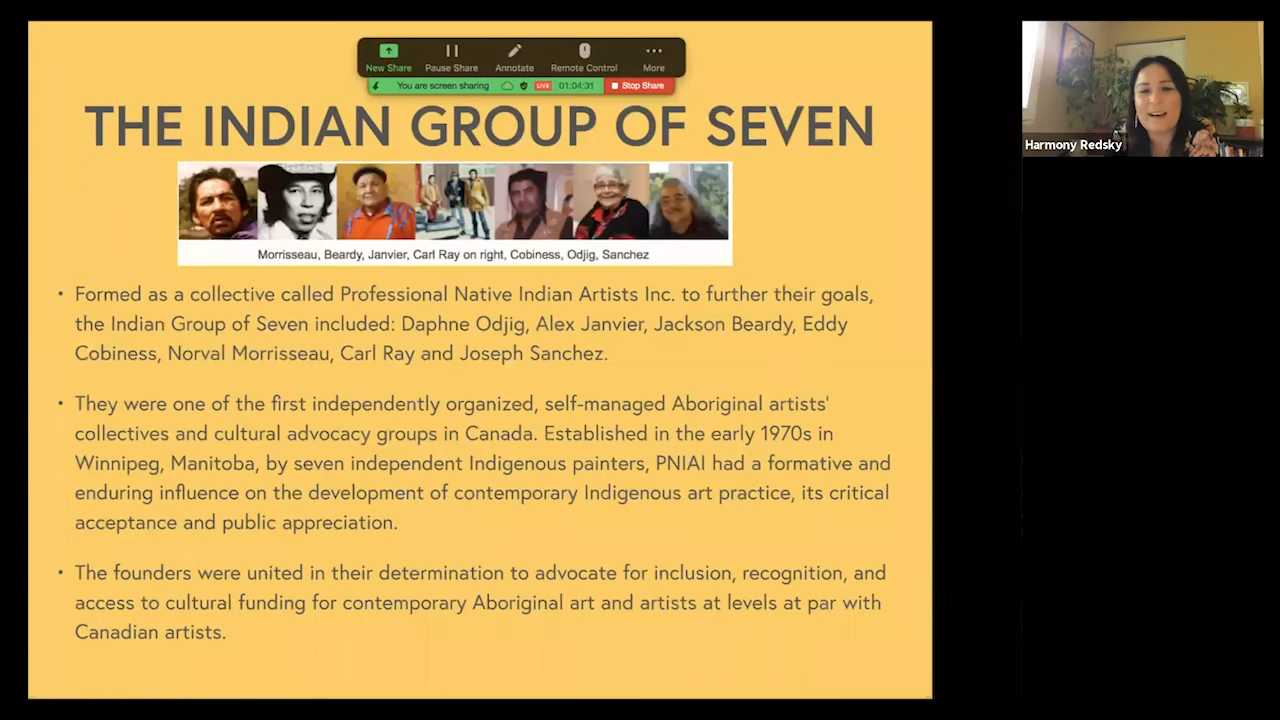 New Share
Pause Share
Annotate
Remote Control
More
You are screen sharing
LIVE
01:04:31
Stop Share
THE INDIAN GROUP OF SEVEN
Morrisseau, Beardy, Janvier, Carl Ray on right, Cobiness, Odjig, Sanchez
• Formed as a collective called Professional Native Indian Artists Inc. to further their goals,
the Indian Group of Seven included: Daphne Odjig, Alex Janvier, Jackson Beardy, Eddy
Cobiness, Norval Morrisseau, Carl Ray and Joseph Sanchez.
• They were one of the first independently organized, self-managed Aboriginal artists'
collectives and cultural advocacy groups in Canada. Established in the early 1970s in
Winnipeg, Manitoba, by seven independent Indigenous painters, PNIAI had a formative and
enduring influence on the development of contemporary Indigenous art practice, its critical
acceptance and public appreciation.
• The founders were united in their determination to advocate for inclusion, recognition, and
access to cultural funding for contemporary Aboriginal art and artists at levels at par with
Canadian artists.
Harmony Redsky